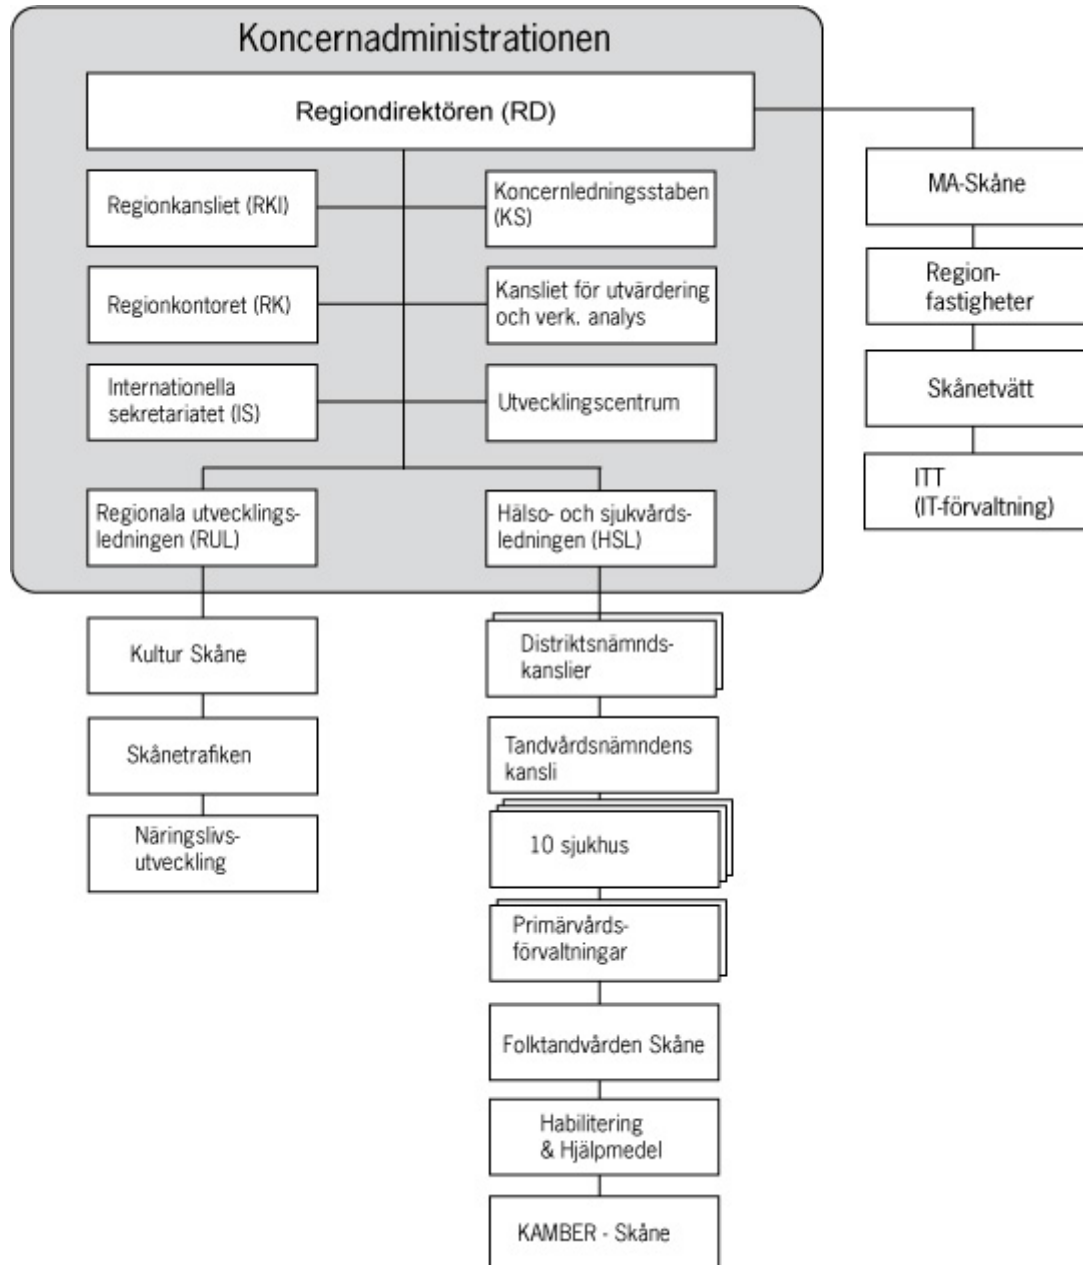 Koncernadministrationen
Regiondirektören (RD)
Regionkansliet (RKI)
Koncernledningsstaben
(KS)
Regionkontoret (RK)
Kansliet för utvärdering
och verk. analys
Internationella
sekretariatet (IS)
Utvecklingscentrum
Regionala utvecklings-
ledningen (RUL)
Hälso- och sjukvårds-
ledningen (HSL)
MA-Skåne
Region-
fastigheter
Skånetvätt
ITT
(IT-förvaltning)
Kultur Skåne
Skånetrafiken
Näringslivs-
utveckling
Distriktsnämnds-
kanslier
Tandvårdsnämndens
kansli
10 sjukhus
Primärvårds-
förvaltningar
Folktandvården Skåne
Habilitering
& Hjälpmedel
KAMBER - Skåne